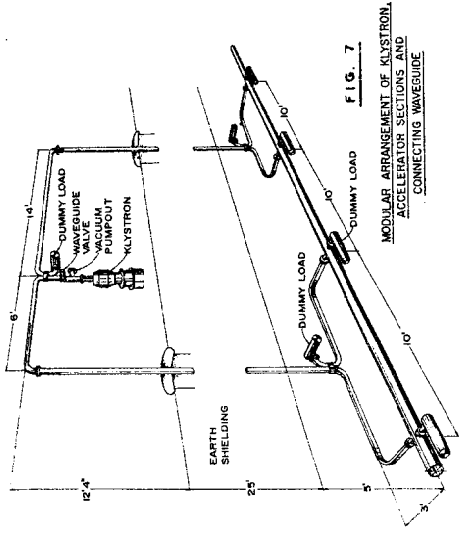 6'
14'
DUMMY LOAD
WAVEGUIDE
VALVE
VACUUM
PUMPOUT
KLYSTRON
12'4"
EARTH
SHIELDING
25'
5'
3'
DUMMY LOAD
DUMMY LOAD
10'
10'
10'
FIG. 7
MODULAR ARRANGEMENT OF KLYSTRON,
ACCELERATOR SECTIONS AND
CONNECTING WAVEGUIDE